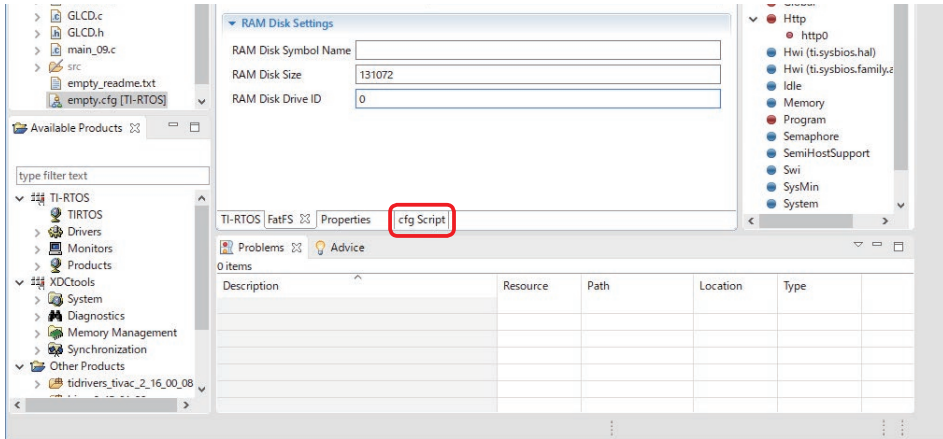 GLCD.c
GLCD.h
main_09.c
src
empty_readme.txt
empty.cfg [TI-RTOS]
Available Products
type filter text
TI-RTOS
TIRTOS
Drivers
Monitors
Products
XDCtools
System
Diagnostics
Memory Management
Synchronization
Other Products
tidrivers_tivac_2_16_00_08
RAM Disk Settings
RAM Disk Symbol Name
RAM Disk Size 131072
RAM Disk Drive ID 0
TI-RTOS FatFS Properties cfg Script
Problems Advice
0 items
Description Resource Path Location Type
Http
http0
Hwi (ti.sysbios.hal)
Hwi (ti.sysbios.family.a
Idle
Memory
Program
Semaphore
SemiHostSupport
Swi
SysMin
System